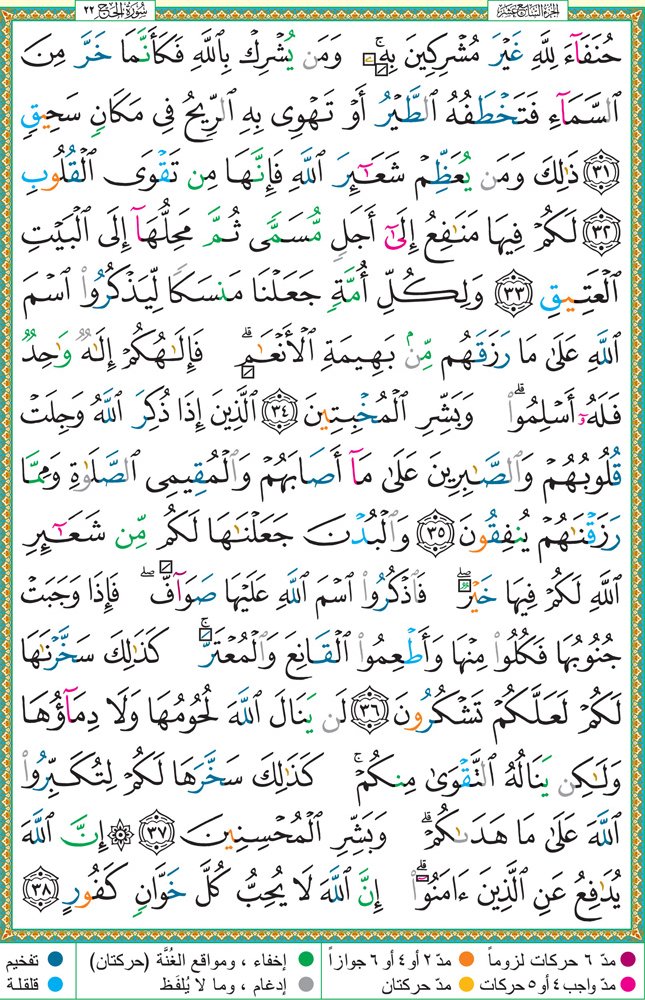 الجزء السابع عشر
سُورَةُ الحَجّ ٢٢
حُنَفَآءَ لِلَّهِ غَيْرَ مُشْرِكِينَ بِهِۦۚ وَمَن يُشْرِكْ بِٱللَّهِ فَكَأَنَّمَا خَرَّ مِنَ
ٱلسَّمَآءِ فَتَخْطَفُهُ ٱلطَّيْرُ أَوْ تَهْوِى بِهِ ٱلرِّيحُ فِى مَكَانٍ سَحِيقٍ
٣١ ذَٰلِكَ وَمَن يُعَظِّمْ شَعَٰٓئِرَ ٱللَّهِ فَإِنَّهَا مِن تَقْوَى ٱلْقُلُوبِ
٣٢ لَكُمْ فِيهَا مَنَٰفِعُ إِلَىٰٓ أَجَلٍ مُّسَمًّى ثُمَّ مَحِلُّهَآ إِلَى ٱلْبَيْتِ
ٱلْعَتِيقِ ٣٣ وَلِكُلِّ أُمَّةٍ جَعَلْنَا مَنسَكًا لِّيَذْكُرُوا۟ ٱسْمَ
ٱللَّهِ عَلَىٰ مَا رَزَقَهُم مِّنۢ بَهِيمَةِ ٱلْأَنْعَٰمِۗ فَإِلَٰهُكُمْ إِلَٰهٌ وَٰحِدٌ
فَلَهُۥٓ أَسْلِمُوا۟ۗ وَبَشِّرِ ٱلْمُخْبِتِينَ ٣٤ ٱلَّذِينَ إِذَا ذُكِرَ ٱللَّهُ وَجِلَتْ
قُلُوبُهُمْ وَٱلصَّٰبِرِينَ عَلَىٰ مَآ أَصَابَهُمْ وَٱلْمُقِيمِى ٱلصَّلَوٰةِ وَمِمَّا
رَزَقْنَٰهُمْ يُنفِقُونَ ٣٥ وَٱلْبُدْنَ جَعَلْنَٰهَا لَكُم مِّن شَعَٰٓئِرِ
ٱللَّهِ لَكُمْ فِيهَا خَيْرٌۖ فَٱذْكُرُوا۟ ٱسْمَ ٱللَّهِ عَلَيْهَا صَوَآفَّۖ فَإِذَا وَجَبَتْ
جُنُوبُهَا فَكُلُوا۟ مِنْهَا وَأَطْعِمُوا۟ ٱلْقَانِعَ وَٱلْمُعْتَرَّۚ كَذَٰلِكَ سَخَّرْنَٰهَا
لَكُمْ لَعَلَّكُمْ تَشْكُرُونَ ٣٦ لَن يَنَالَ ٱللَّهَ لُحُومُهَا وَلَا دِمَآؤُهَا
وَلَٰكِن يَنَالُهُ ٱلتَّقْوَىٰ مِنكُمْۚ كَذَٰلِكَ سَخَّرَهَا لَكُمْ لِتُكَبِّرُوا۟
ٱللَّهَ عَلَىٰ مَا هَدَىٰكُمْۗ وَبَشِّرِ ٱلْمُحْسِنِينَ ٣٧ ۞ إِنَّ ٱللَّهَ
يُدَٰفِعُ عَنِ ٱلَّذِينَ ءَامَنُوٓا۟ۗ إِنَّ ٱللَّهَ لَا يُحِبُّ كُلَّ خَوَّانٍ كَفُورٍ ٣٨
مدّ ٦ حركات لزوماً مدّ ٢ أو ٤ أو ٦ جوازاً إخفاء ، ومواقع الغُنَّة (حركتان) تفخيم
مدّ واجب ٤ أو ٥ حركات مدّ حركتان إدغام ، وما لا يُلفَظ قلقلة